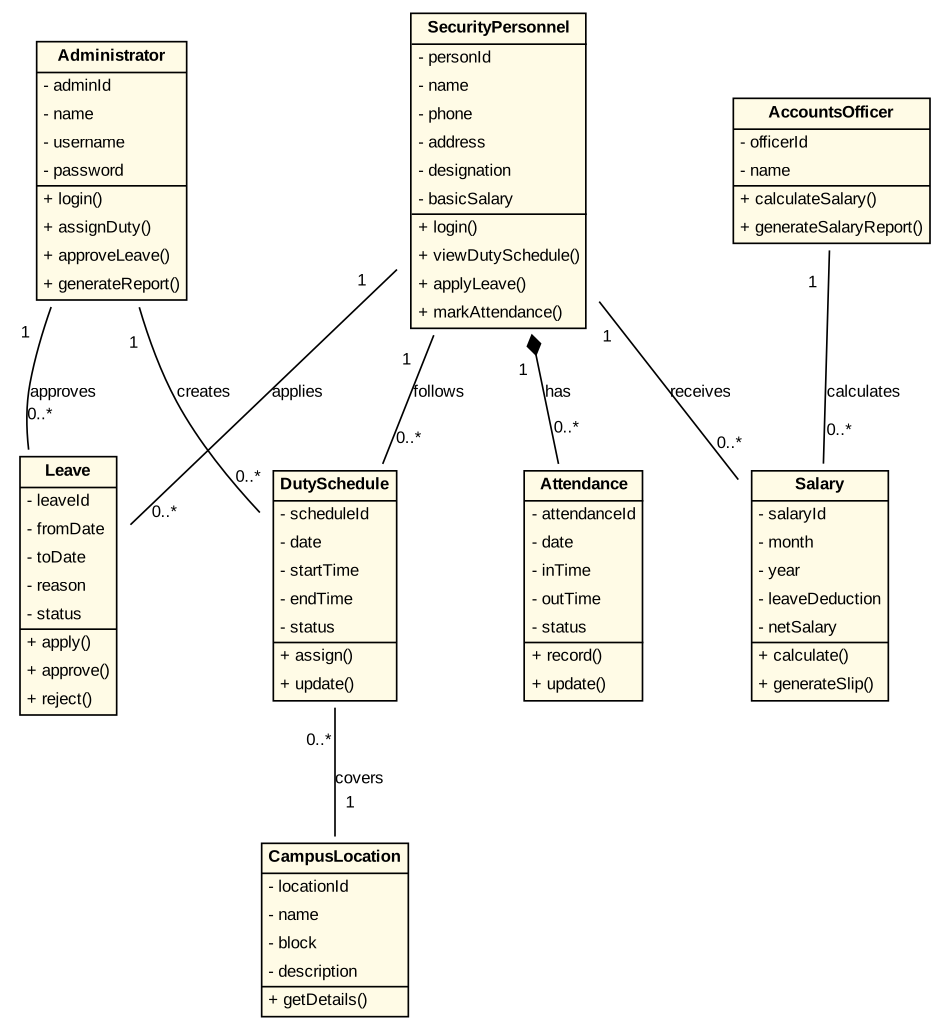 Administrator
- adminId
- name
- username
- password
+ login()
+ assignDuty()
+ approveLeave()
+ generateReport()
SecurityPersonnel
- personId
- name
- phone
- address
- designation
- basicSalary
+ login()
+ viewDutySchedule()
+ applyLeave()
+ markAttendance()
AccountsOfficer
- officerId
- name
+ calculateSalary()
+ generateSalaryReport()
1
approves
0..*
1
creates
0..*
1
applies
0..*
1
follows
0..*
1
has
0..*
1
receives
0..*
1
calculates
0..*
Leave
- leaveId
- fromDate
- toDate
- reason
- status
+ apply()
+ approve()
+ reject()
DutySchedule
- scheduleId
- date
- startTime
- endTime
- status
+ assign()
+ update()
Attendance
- attendanceId
- date
- inTime
- outTime
- status
+ record()
+ update()
Salary
- salaryId
- month
- year
- leaveDeduction
- netSalary
+ calculate()
+ generateSlip()
0..*
covers
1
CampusLocation
- locationId
- name
- block
- description
+ getDetails()